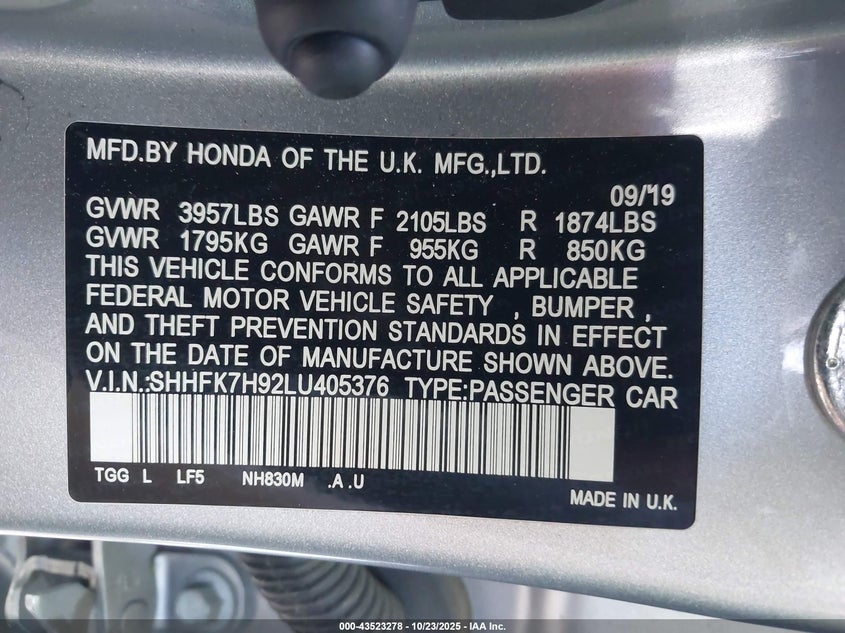 MFD.BY HONDA OF THE U.K. MFG.,LTD.
09/19
GVWR 3957LBS GAWR F 2105LBS R 1874LBS
GVWR 1795KG GAWR F 955KG R 850KG
THIS VEHICLE CONFORMS TO ALL APPLICABLE
FEDERAL MOTOR VEHICLE SAFETY , BUMPER ,
AND THEFT PREVENTION STANDARDS IN EFFECT
ON THE DATE OF MANUFACTURE SHOWN ABOVE.
V.I.N.:SHHFK7H92LU405376 TYPE:PASSENGER CAR
TGG L LF5 NH830M .A .U
MADE IN U.K.
000-43523278 - 10/23/2025 - IAA Inc.